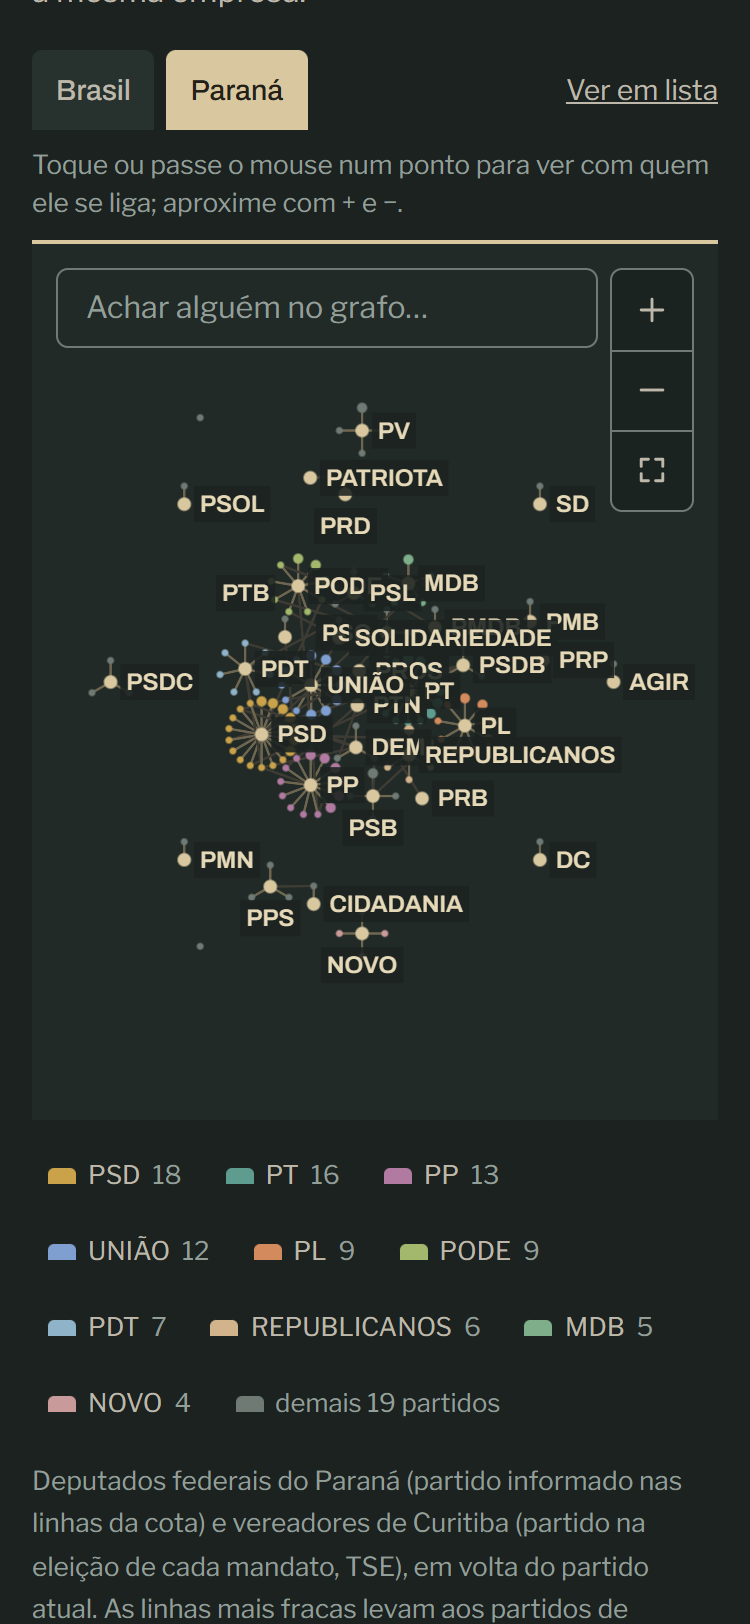 a mesma empresa.
Brasil
Paraná
Ver em lista
Toque ou passe o mouse num ponto para ver com quem
ele se liga; aproxime com + e −.
Achar alguém no grafo...
+
−
PV
PATRIOTA
PSOL
SD
PRD
PTB
PSL
MDB
PMB
SOLIDARIEDADE
PDT
PROS
PSDB
PRP
PSDC
UNIÃO
PT
AGIR
PTN
PSD
PL
DEM
REPUBLICANOS
PP
PRB
PSB
PMN
DC
PPS
CIDADANIA
NOVO
PSD 18
PT 16
PP 13
UNIÃO 12
PL 9
PODE 9
PDT 7
REPUBLICANOS 6
MDB 5
NOVO 4
demais 19 partidos
Deputados federais do Paraná (partido informado nas
linhas da cota) e vereadores de Curitiba (partido na
eleição de cada mandato, TSE), em volta do partido
atual. As linhas mais fracas levam aos partidos de